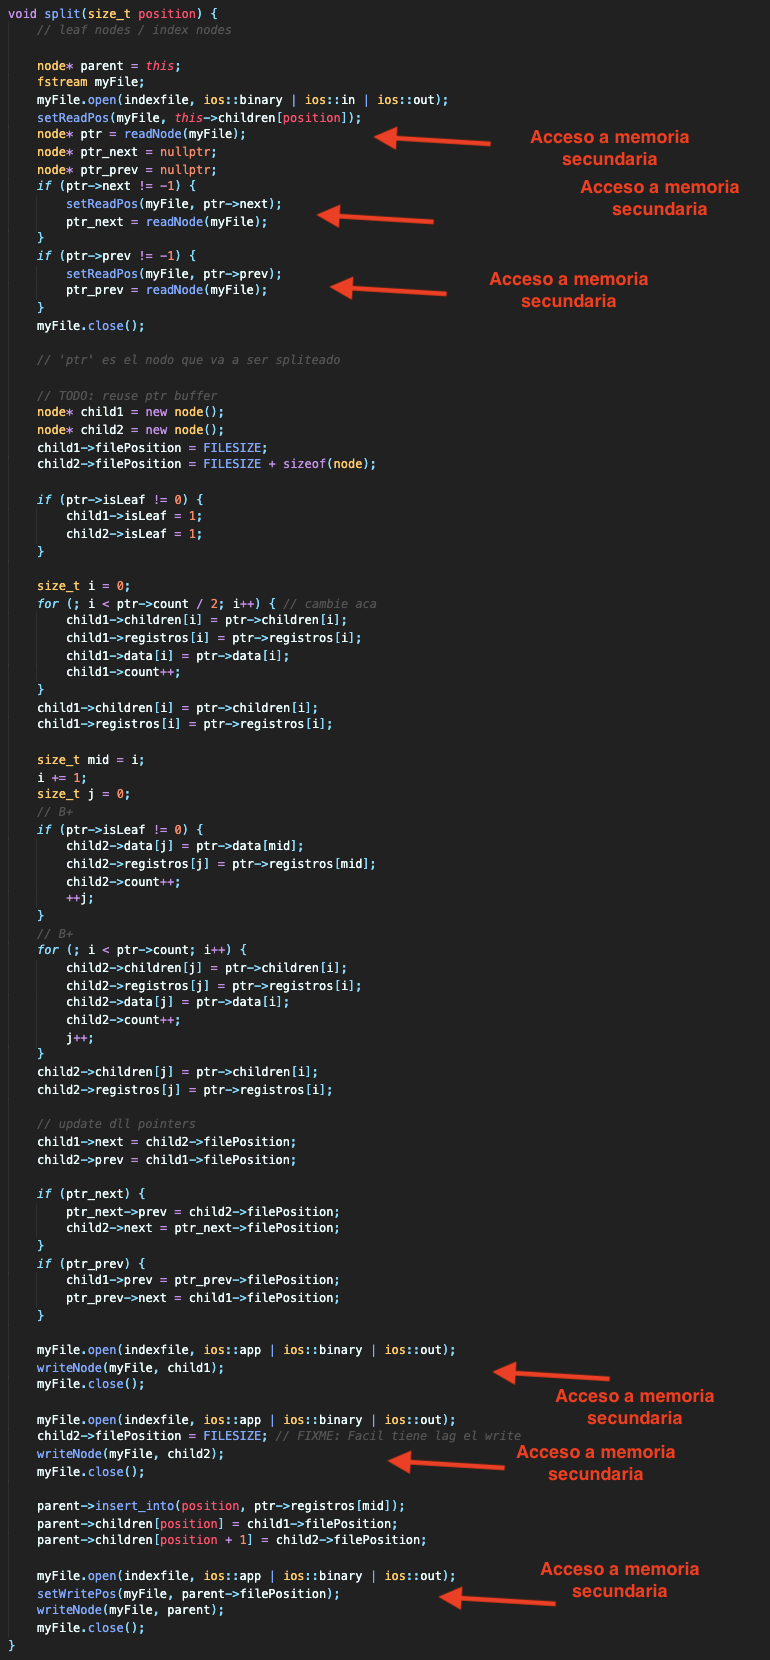 void split(size_t position) {
    // leaf nodes / index nodes

    node* parent = this;
    fstream myFile;
    myFile.open(indexfile, ios::binary | ios::in | ios::out);
    setReadPos(myFile, this->children[position]);
    node* ptr = readNode(myFile);
Acceso a memoria
secundaria
    node* ptr_next = nullptr;
    node* ptr_prev = nullptr;
    if (ptr->next != -1) {
        setReadPos(myFile, ptr->next);
        ptr_next = readNode(myFile);
Acceso a memoria
secundaria
    }
    if (ptr->prev != -1) {
        setReadPos(myFile, ptr->prev);
        ptr_prev = readNode(myFile);
Acceso a memoria
secundaria
    }
    myFile.close();

    // 'ptr' es el nodo que va a ser spliteado

    // TODO: reuse ptr buffer
    node* child1 = new node();
    node* child2 = new node();
    child1->filePosition = FILESIZE;
    child2->filePosition = FILESIZE + sizeof(node);

    if (ptr->isLeaf != 0) {
        child1->isLeaf = 1;
        child2->isLeaf = 1;
    }

    size_t i = 0;
    for (; i < ptr->count / 2; i++) { // cambie aca
        child1->children[i] = ptr->children[i];
        child1->registros[i] = ptr->registros[i];
        child1->data[i] = ptr->data[i];
        child1->count++;
    }
    child1->children[i] = ptr->children[i];
    child1->registros[i] = ptr->registros[i];

    size_t mid = i;
    i += 1;
    size_t j = 0;
    // B+
    if (ptr->isLeaf != 0) {
        child2->data[j] = ptr->data[mid];
        child2->registros[j] = ptr->registros[mid];
        child2->count++;
        ++j;
    }
    // B+
    for (; i < ptr->count; i++) {
        child2->children[j] = ptr->children[i];
        child2->registros[j] = ptr->registros[i];
        child2->data[j] = ptr->data[i];
        child2->count++;
        j++;
    }
    child2->children[j] = ptr->children[i];
    child2->registros[j] = ptr->registros[i];

    // update dll pointers
    child1->next = child2->filePosition;
    child2->prev = child1->filePosition;

    if (ptr_next) {
        ptr_next->prev = child2->filePosition;
        child2->next = ptr_next->filePosition;
    }
    if (ptr_prev) {
        child1->prev = ptr_prev->filePosition;
        ptr_prev->next = child1->filePosition;
    }

    myFile.open(indexfile, ios::app | ios::binary | ios::out);
    writeNode(myFile, child1);
    myFile.close();
Acceso a memoria
secundaria

    myFile.open(indexfile, ios::app | ios::binary | ios::out);
    child2->filePosition = FILESIZE; // FIXME: Facil tiene lag el write
    writeNode(myFile, child2);
    myFile.close();
Acceso a memoria
secundaria

    parent->insert_into(position, ptr->registros[mid]);
    parent->children[position] = child1->filePosition;
    parent->children[position + 1] = child2->filePosition;

    myFile.open(indexfile, ios::app | ios::binary | ios::out);
    setWritePos(myFile, parent->filePosition);
    writeNode(myFile, parent);
    myFile.close();
Acceso a memoria
secundaria
}